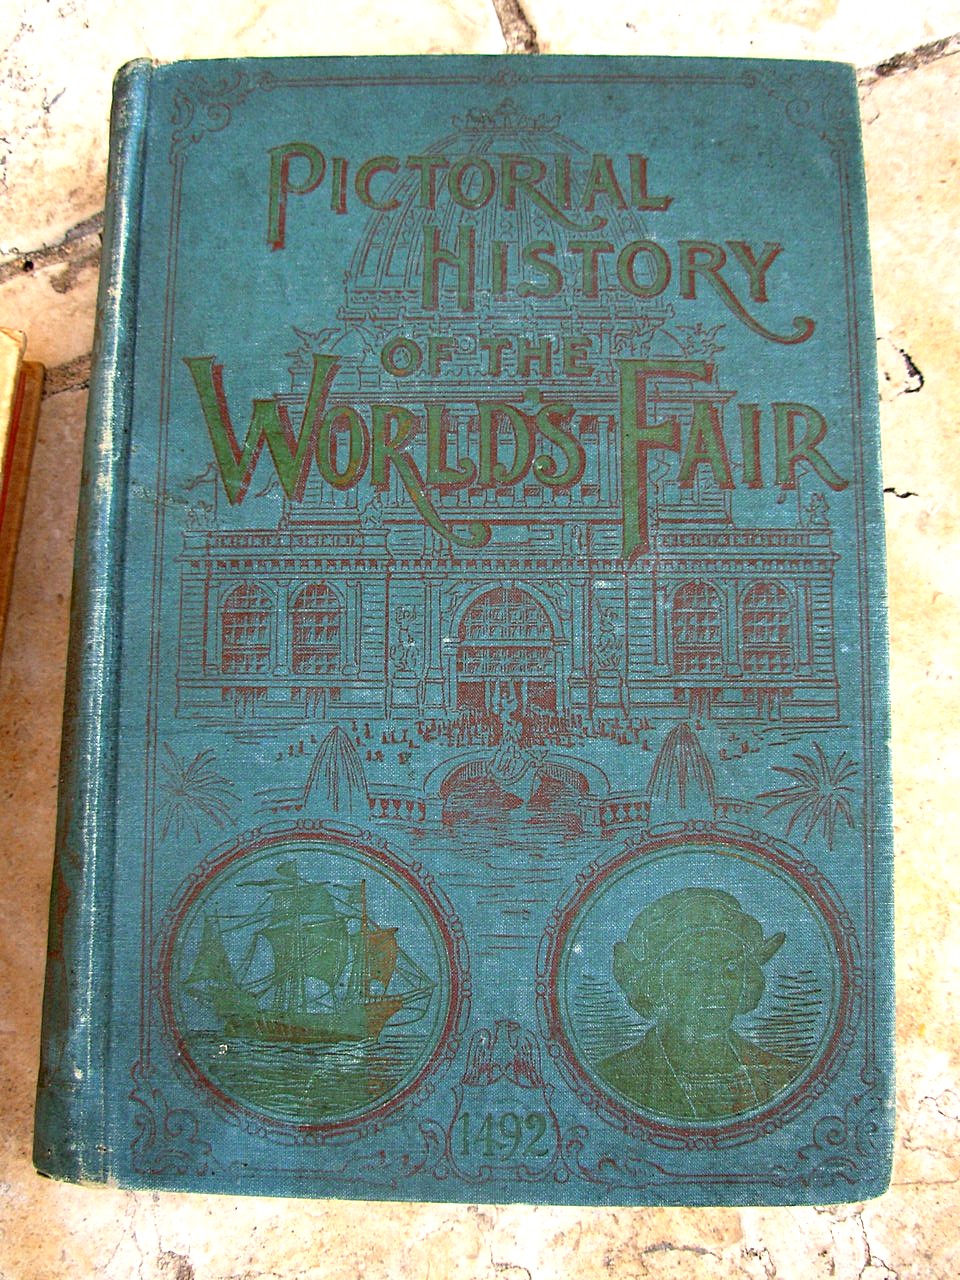 PICTORIAL
HISTORY
OF THE
WORLD'S FAIR
1492